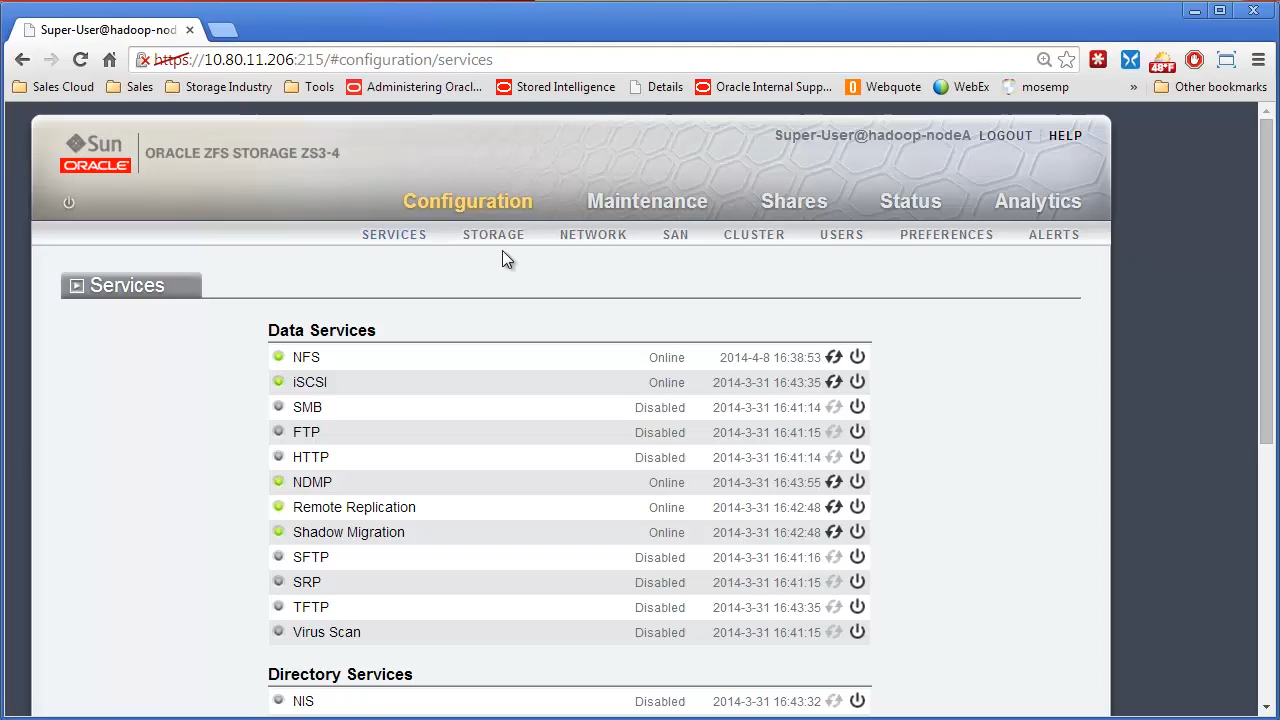 Super-User@hadoop-nod
https://10.80.11.206:215/#configuration/services
48°F
Sales Cloud Sales Storage Industry Tools Administering Or... Stored Intelligence Details Oracle Internal Supp... Webquote WebEx mosemp » Other bookmarks
Super-User@hadoop-nodeA LOGOUT HELP
Sun
ORACLE
ORACLE ZFS STORAGE ZS3-4
Configuration Maintenance Shares Status Analytics
SERVICES STORAGE NETWORK SAN CLUSTER USERS PREFERENCES ALERTS
Services
Data Services
NFS Online 2014-4-8 16:38:53
iSCSI Online 2014-3-31 16:43:35
SMB Disabled 2014-3-31 16:41:14
FTP Disabled 2014-3-31 16:41:15
HTTP Disabled 2014-3-31 16:41:14
NDMP Online 2014-3-31 16:43:55
Remote Replication Online 2014-3-31 16:42:48
Shadow Migration Online 2014-3-31 16:42:48
SFTP Disabled 2014-3-31 16:41:16
SRP Disabled 2014-3-31 16:41:15
TFTP Disabled 2014-3-31 16:43:35
Virus Scan Disabled 2014-3-31 16:41:15
Directory Services
NIS Disabled 2014-3-31 16:43:32